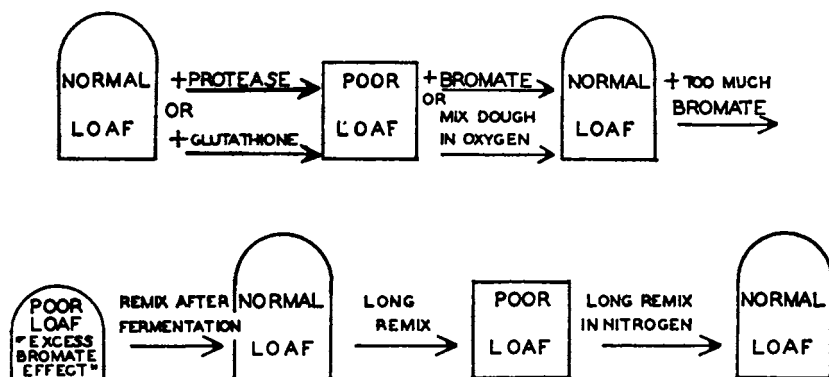 NORMAL
LOAF
+PROTEASE
OR
+GLUTATHIONE
POOR
LOAF
+BROMATE
OR
MIX DOUGH
IN OXYGEN
NORMAL
LOAF
+TOO MUCH
BROMATE
POOR
LOAF
"EXCESS
BROMATE
EFFECT"
REMIX AFTER
FERMENTATION
NORMAL
LOAF
LONG
REMIX
POOR
LOAF
LONG REMIX
IN NITROGEN
NORMAL
LOAF